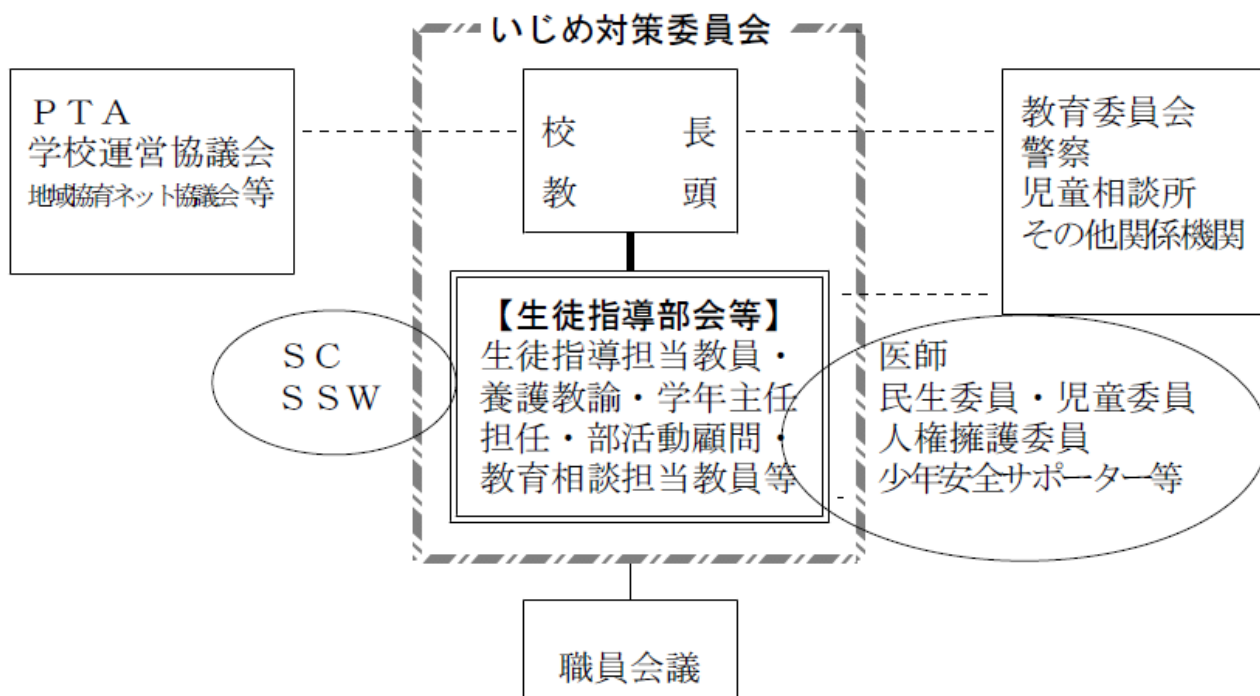 いじめ対策委員会
ＰＴＡ
学校運営協議会
地域協育ネット協議会等
校　　長
教　　頭
教育委員会
警察
児童相談所
その他関係機関
ＳＣ
ＳＳＷ
【生徒指導部会等】
生徒指導担当教員・
養護教諭・学年主任
担任・部活動顧問・
教育相談担当教員等
医師
民生委員・児童委員
人権擁護委員
少年安全サポーター等
職員会議